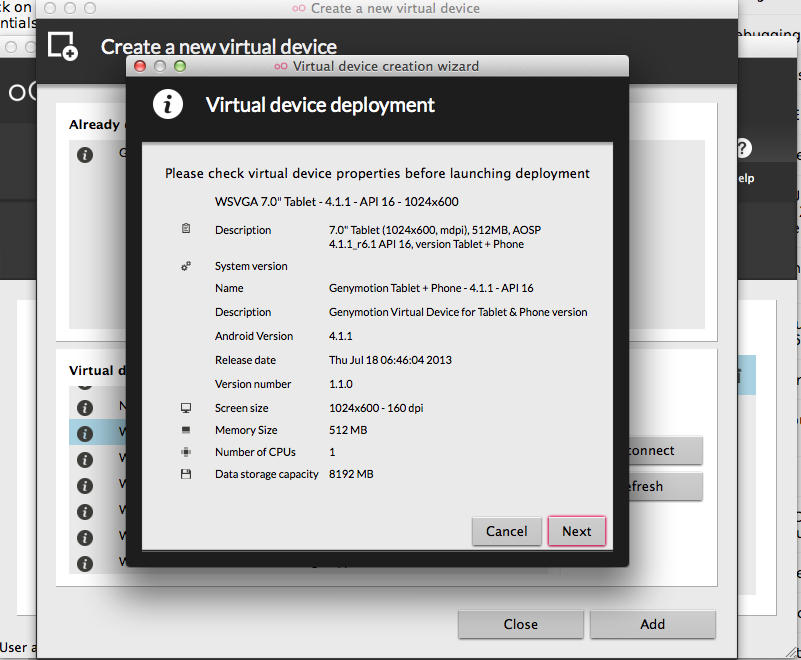 Create a new virtual device
Create a new virtual device
Virtual device creation wizard
Virtual device deployment
Already
Please check virtual device properties before launching deployment
WSVGA 7.0" Tablet - 4.1.1 - API 16 - 1024x600
Description 7.0" Tablet (1024x600, mdpi), 512MB, AOSP
4.1.1_r6.1 API 16, version Tablet + Phone
System version
Name Genymotion Tablet + Phone - 4.1.1 - API 16
Description Genymotion Virtual Device for Tablet & Phone version
Android Version 4.1.1
Release date Thu Jul 18 06:46:04 2013
Version number 1.1.0
Screen size 1024x600 - 160 dpi
Memory Size 512 MB
Number of CPUs 1
Data storage capacity 8192 MB
Cancel Next
Virtual d
onnect
efresh
Close Add
User a
elp